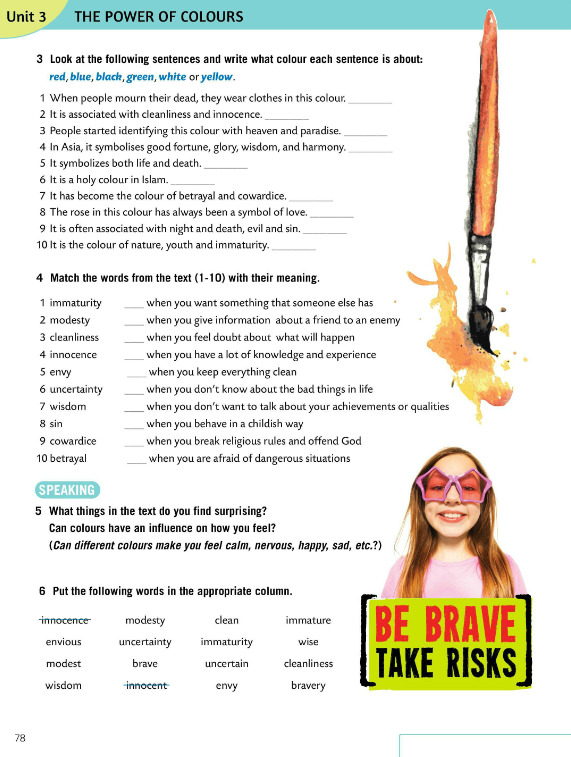 Unit 3 THE POWER OF COLOURS
3 Look at the following sentences and write what colour each sentence is about:
red, blue, black, green, white or yellow.
1 When people mourn their dead, they wear clothes in this colour. ________
2 It is associated with cleanliness and innocence. ________
3 People started identifying this colour with heaven and paradise. ________
4 In Asia, it symbolises good fortune, glory, wisdom, and harmony. ________
5 It symbolizes both life and death. ________
6 It is a holy colour in Islam. ________
7 It has become the colour of betrayal and cowardice. ________
8 The rose in this colour has always been a symbol of love. ________
9 It is often associated with night and death, evil and sin. ________
10 It is the colour of nature, youth and immaturity. ________
4 Match the words from the text (1-10) with their meaning.
1 immaturity ____ when you want something that someone else has
2 modesty ____ when you give information about a friend to an enemy
3 cleanliness ____ when you feel doubt about what will happen
4 innocence ____ when you have a lot of knowledge and experience
5 envy ____ when you keep everything clean
6 uncertainty ____ when you don't know about the bad things in life
7 wisdom ____ when you don't want to talk about your achievements or qualities
8 sin ____ when you behave in a childish way
9 cowardice ____ when you break religious rules and offend God
10 betrayal ____ when you are afraid of dangerous situations
SPEAKING
5 What things in the text do you find surprising?
Can colours have an influence on how you feel?
(Can different colours make you feel calm, nervous, happy, sad, etc.?)
6 Put the following words in the appropriate column.
innocence modesty clean immature
envious uncertainty immaturity wise
modest brave uncertain cleanliness
wisdom innocent envy bravery
BE BRAVE
TAKE RISKS
78